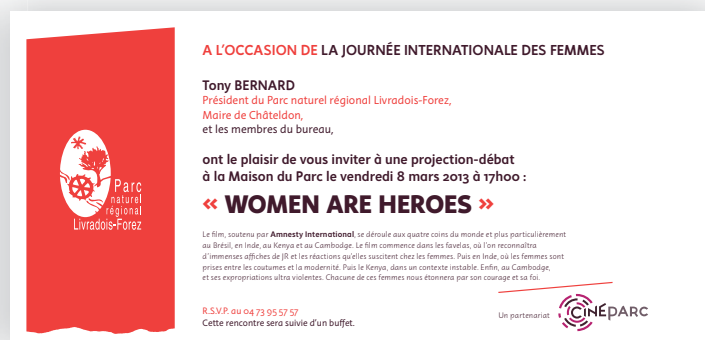 A L'OCCASION DE LA JOURNÉE INTERNATIONALE DES FEMMES
Tony BERNARD
Président du Parc naturel régional Livradois-Forez,
Maire de Châteldon,
et les membres du bureau,
ont le plaisir de vous inviter à une projection-débat
à la Maison du Parc le vendredi 8 mars 2013 à 17h00 :
« WOMEN ARE HEROES »
Le film, soutenu par Amnesty International, se déroule aux quatre coins du monde et plus particulièrement
au Brésil, en Inde, au Kenya et au Cambodge. Le film commence dans les favelas, où l'on reconnaîtra
d'immenses affiches de JR et les réactions qu'elles suscitent chez les femmes. Puis en Inde, où les femmes sont
prises entre les coutumes et la modernité. Puis le Kenya, dans un contexte instable. Enfin, au Cambodge,
et ses expropriations ultra violentes. Chacune de ces femmes nous étonnera par son courage et sa foi.
R.S.V.P. au 04 73 95 57 57
Cette rencontre sera suivie d'un buffet.
Un partenariat
CINÉPARC
Parc
naturel
régional
Livradois-Forez